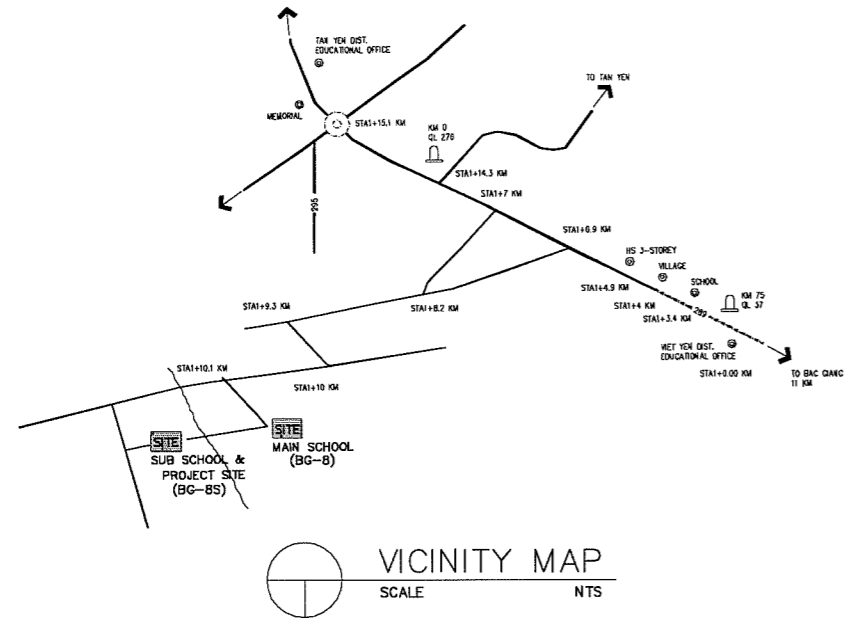 TAN YEN DIST.
EDUCATIONAL OFFICE
TO TAN YEN
MEMORIAL
STA1+15.1 KM
KM 0
QL 276
STA1+14.3 KM
STA1+7 KM
295
STA1+6.9 KM
HS 3-STOREY
VILLAGE
SCHOOL
STA1+4.9 KM
KM 75
QL 37
STA1+9.3 KM
STA1+8.2 KM
STA1+4 KM
STA1+3.4 KM
VIET YEN DIST.
EDUCATIONAL OFFICE
STA1+0.00 KM
TO BAC GIANG
11 KM
STA1+10.1 KM
STA1+10 KM
SITE
MAIN SCHOOL
(BG-8)
SITE
SUB SCHOOL &
PROJECT SITE
(BG-8S)
VICINITY MAP
SCALE NTS